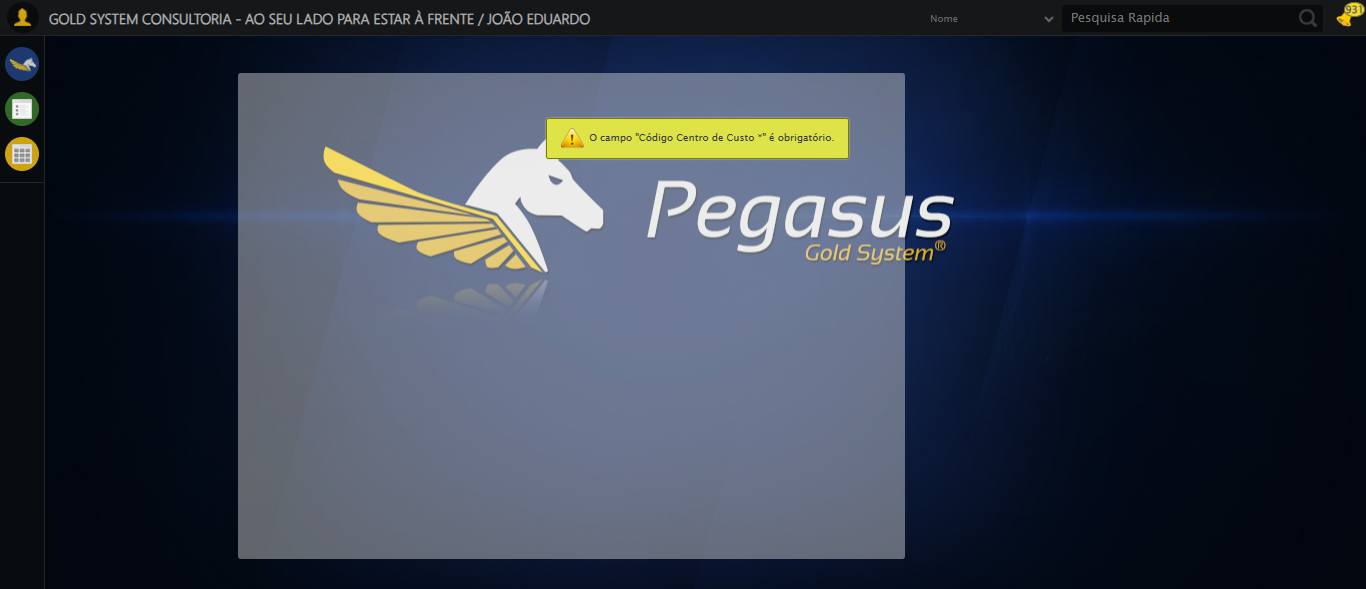 GOLD SYSTEM CONSULTORIA - AO SEU LADO PARA ESTAR À FRENTE / JOÃO EDUARDO
Nome
Pesquisa Rapida
931
O campo "Código Centro de Custo *" é obrigatório.
Pegasus
Gold System®